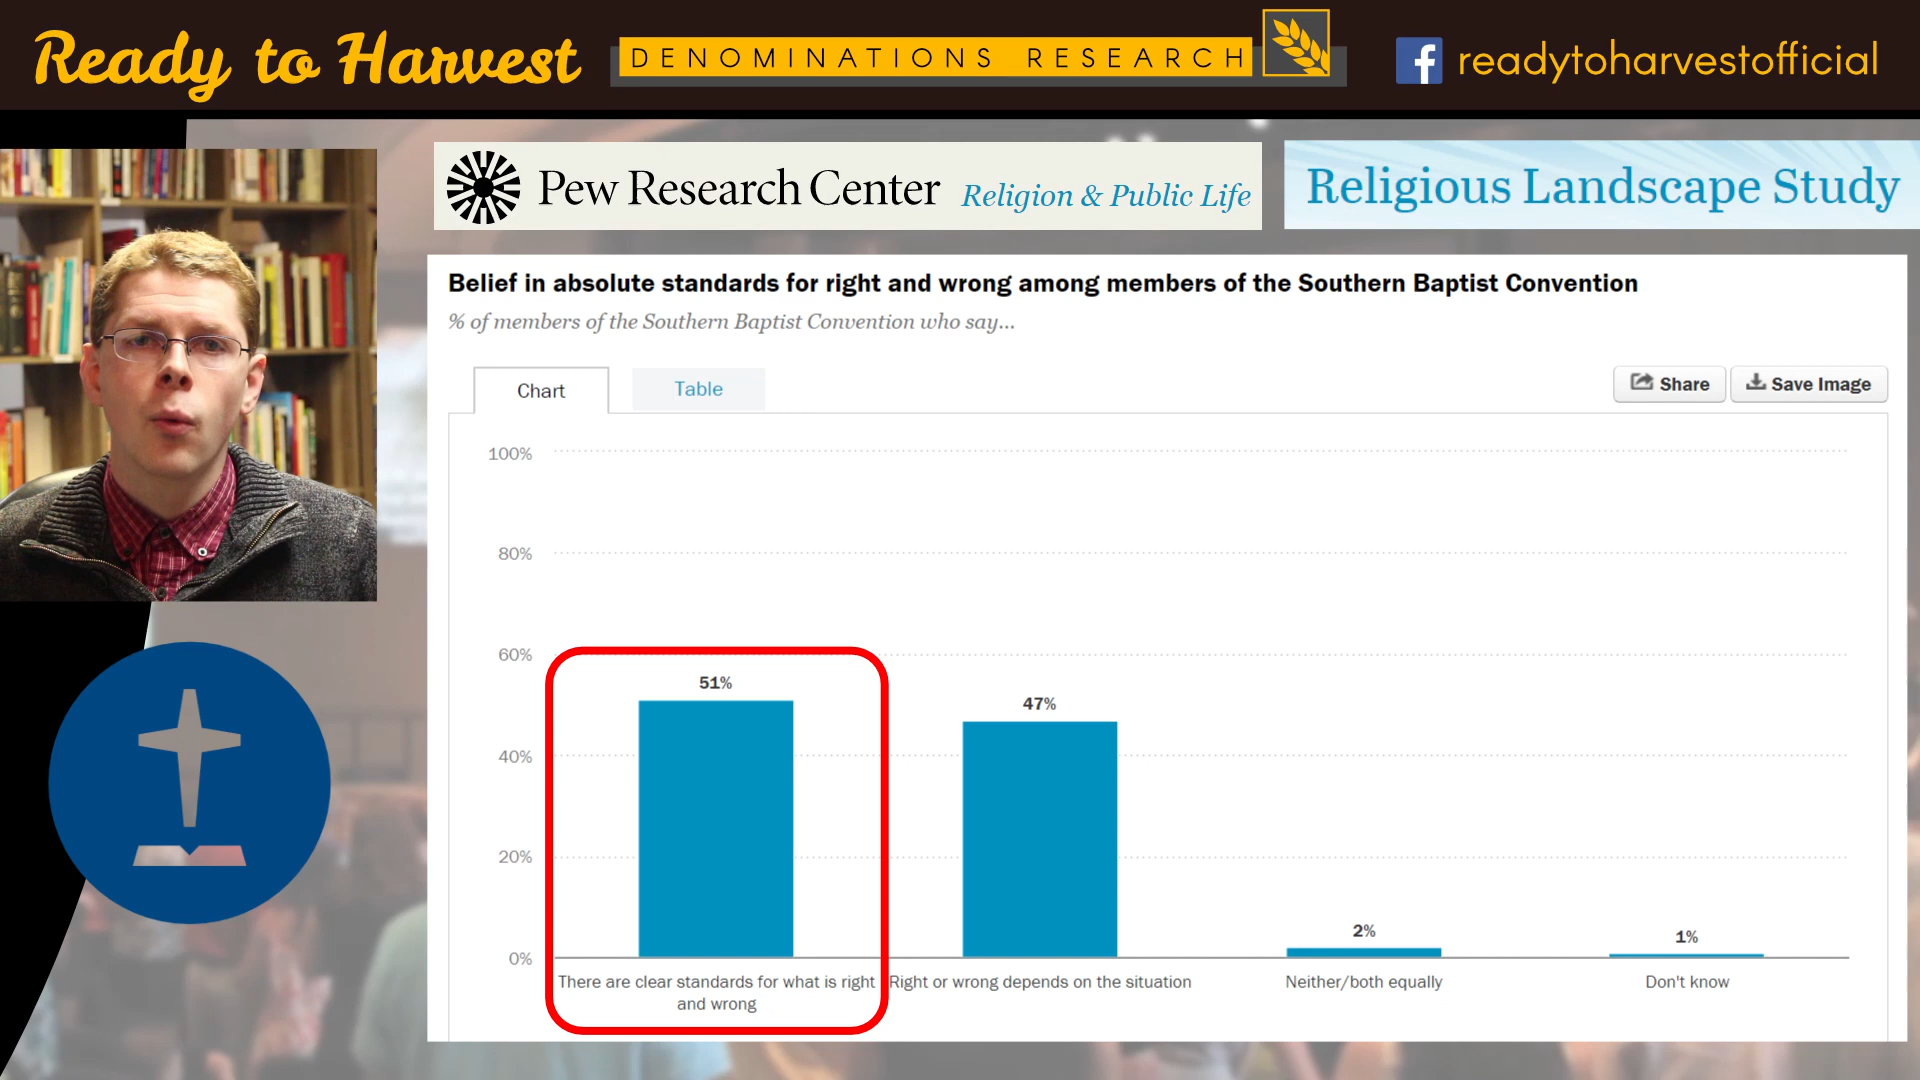 Ready to Harvest
DENOMINATIONS RESEARCH
readytoharvestofficial
Pew Research Center Religion & Public Life
Religious Landscape Study
Belief in absolute standards for right and wrong among members of the Southern Baptist Convention
% of members of the Southern Baptist Convention who say...
Chart
Table
Share
Save Image
100%
80%
60%
40%
20%
0%
51%
47%
2%
1%
There are clear standards for what is right
and wrong
Right or wrong depends on the situation
Neither/both equally
Don't know